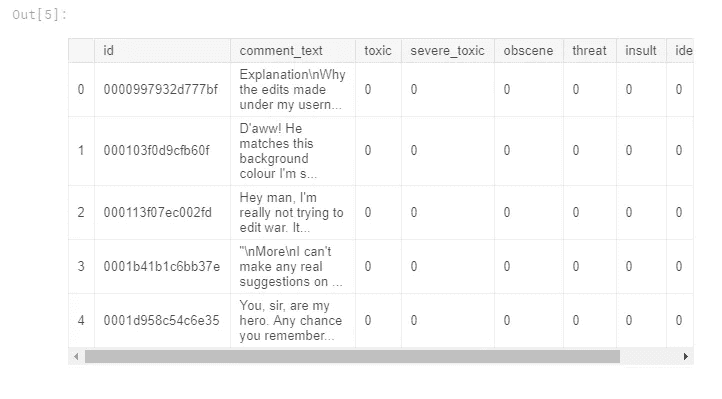 Out[5]:
id comment_text toxic severe_toxic obscene threat insult ide
0 0000997932d777bf Explanation\nWhy the edits made under my usern... 0 0 0 0 0 0
1 000103f0d9cfb60f D'aww! He matches this background colour I'm s... 0 0 0 0 0 0
2 000113f07ec002fd Hey man, I'm really not trying to edit war. It... 0 0 0 0 0 0
3 0001b41b1c6bb37e "\nMore\nI can't make any real suggestions on ... 0 0 0 0 0 0
4 0001d958c54c6e35 You, sir, are my hero. Any chance you remember... 0 0 0 0 0 0